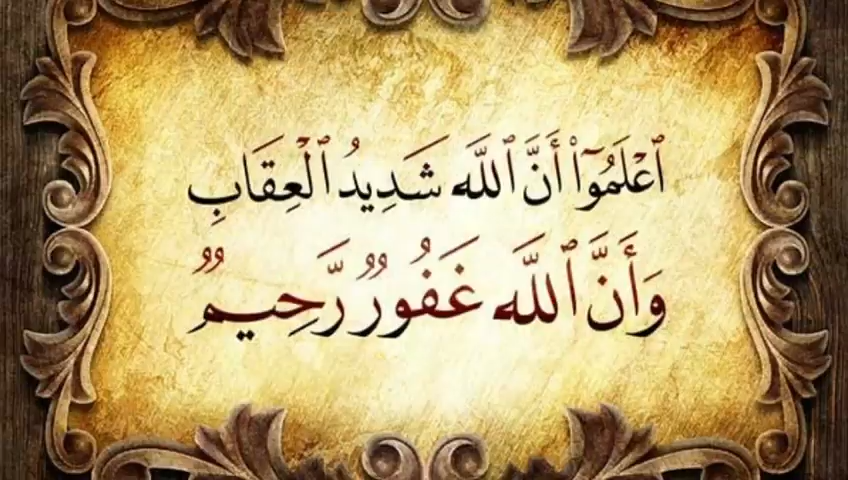 ٱعۡلَمُوٓاْ أَنَّ ٱللَّهَ شَدِيدُ ٱلۡعِقَابِ
وَأَنَّ ٱللَّهَ غَفُورٞ رَّحِيمٞ